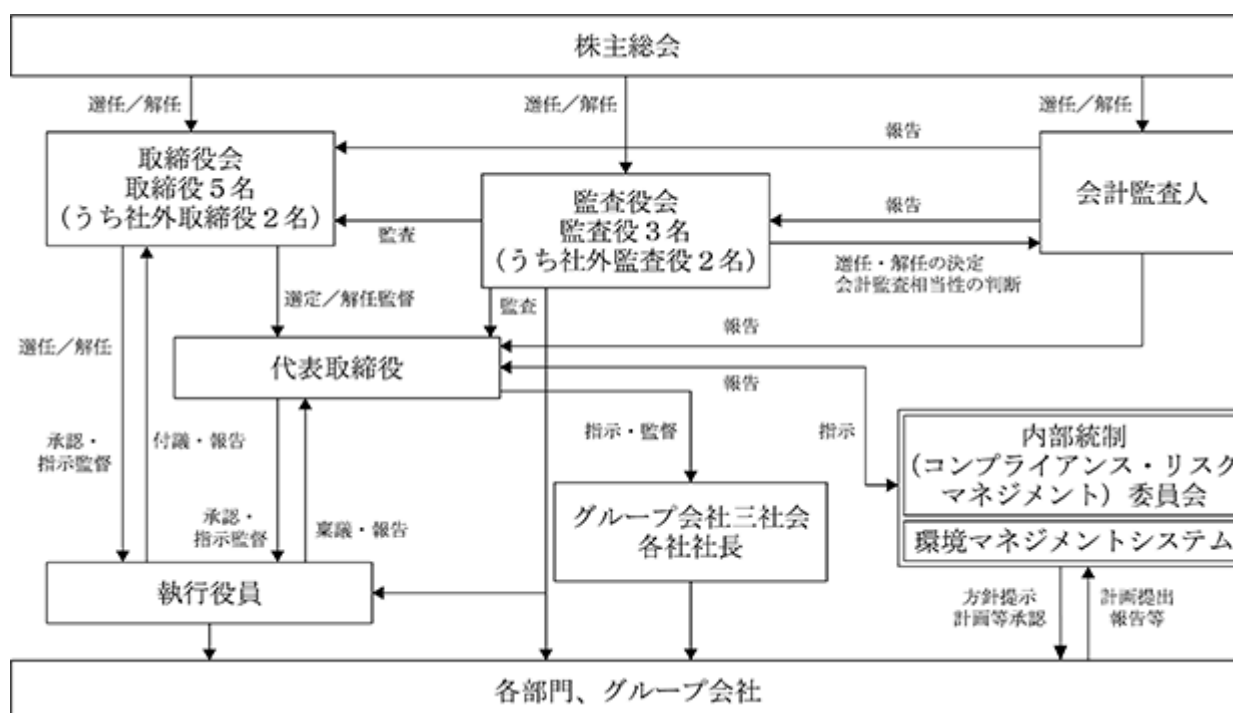 株主総会
選任／解任
選任／解任
選任／解任
取締役会
取締役５名
(うち社外取締役２名)
報告
会計監査人
監査役会
監査役３名
(うち社外監査役２名)
監査
報告
選任・解任の決定
会計監査相当性の判断
選定／解任監督
監査
報告
選任／解任
代表取締役
報告
承認・
指示監督
付議・報告
指示・監督
指示
内部統制
(コンプライアンス・リスク
マネジメント) 委員会
環境マネジメントシステム
承認・
指示監督
稟議・報告
グループ会社三社会
各社社長
執行役員
方針提示
計画等承認
計画提出
報告等
各部門、グループ会社